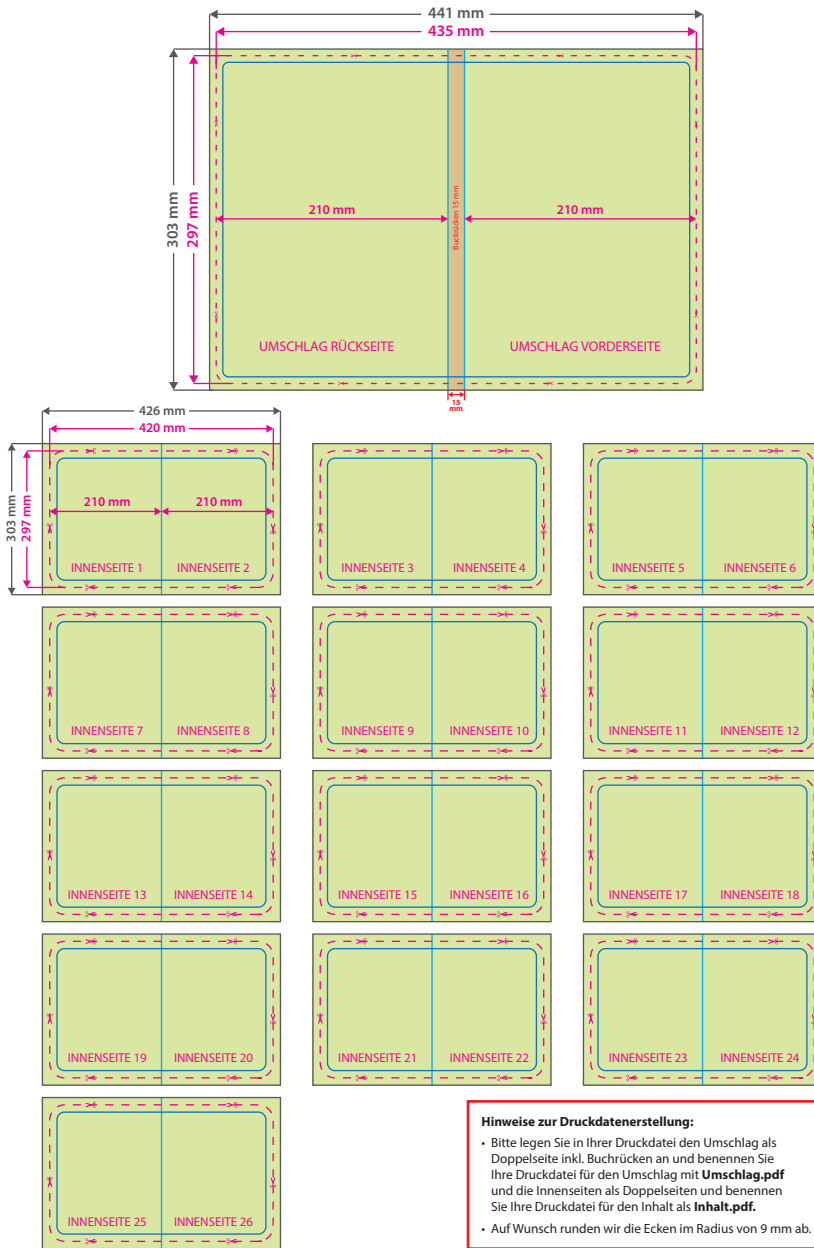 441 mm
435 mm
303 mm
297 mm
210 mm
Buckrücken 15 mm
210 mm
UMSCHLAG RÜCKSEITE
UMSCHLAG VORDERSEITE
15
mm
426 mm
420 mm
303 mm
297 mm
210 mm
210 mm
INNENSEITE 1
INNENSEITE 2
INNENSEITE 3
INNENSEITE 4
INNENSEITE 5
INNENSEITE 6
INNENSEITE 7
INNENSEITE 8
INNENSEITE 9
INNENSEITE 10
INNENSEITE 11
INNENSEITE 12
INNENSEITE 13
INNENSEITE 14
INNENSEITE 15
INNENSEITE 16
INNENSEITE 17
INNENSEITE 18
INNENSEITE 19
INNENSEITE 20
INNENSEITE 21
INNENSEITE 22
INNENSEITE 23
INNENSEITE 24
INNENSEITE 25
INNENSEITE 26
Hinweise zur Druckdatenerstellung:
• Bitte legen Sie in Ihrer Druckdatei den Umschlag als
Doppelseite inkl. Buchrücken an und benennen Sie
Ihre Druckdatei für den Umschlag mit Umschlag.pdf
und die Innenseiten als Doppelseiten und benennen
Sie Ihre Druckdatei für den Inhalt als Inhalt.pdf.
• Auf Wunsch runden wir die Ecken im Radius von 9 mm ab.